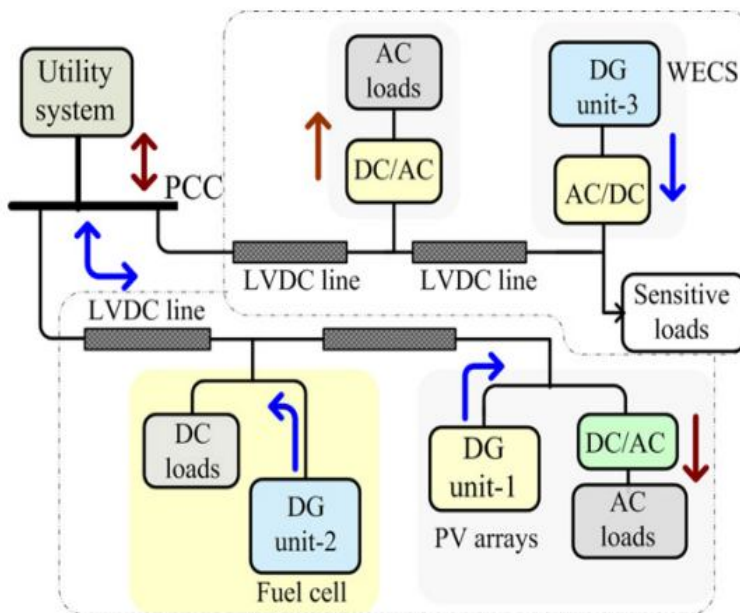 Utility
system
PCC
AC
loads
DC/AC
DG
unit-3
WECS
AC/DC
LVDC line
LVDC line
Sensitive
loads
LVDC line
DC
loads
DG
unit-2
Fuel cell
DG
unit-1
PV arrays
DC/AC
AC
loads